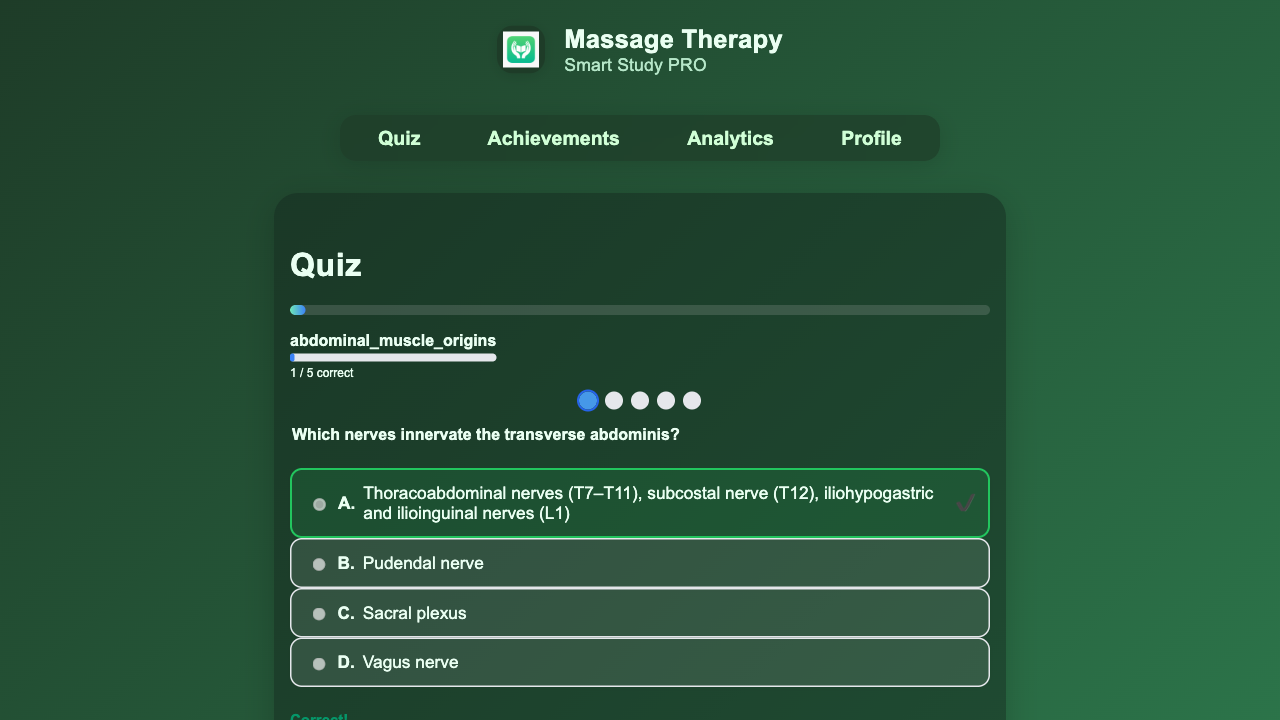 Massage Therapy
Smart Study PRO
Quiz
Achievements
Analytics
Profile
Quiz
abdominal_muscle_origins
1 / 5 correct
Which nerves innervate the transverse abdominis?
A. Thoracoabdominal nerves (T7–T11), subcostal nerve (T12), iliohypogastric
and ilioinguinal nerves (L1)
B. Pudendal nerve
C. Sacral plexus
D. Vagus nerve
Correct!